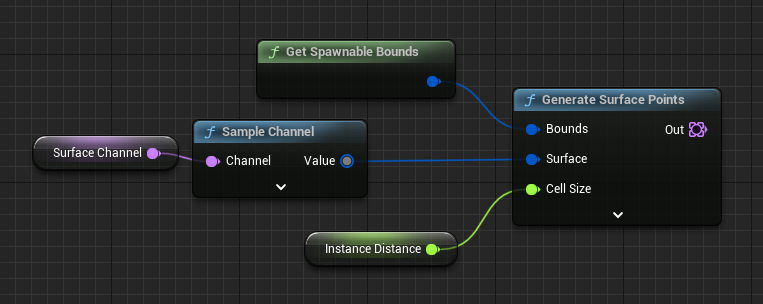 Get Spawnable Bounds
Generate Surface Points
Bounds
Out
Sample Channel
Surface Channel
Channel
Value
Surface
Cell Size
Instance Distance